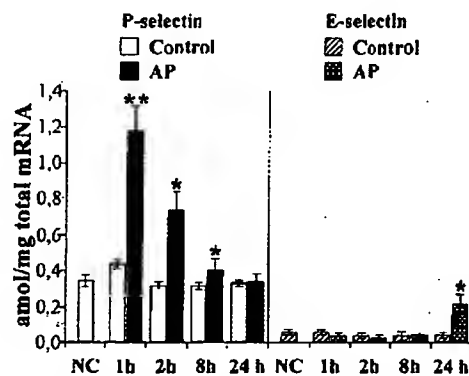 P-selectin
Control
AP
E-selectIn
Control
AP
amol/mg total mRNA
1,4
1,2
1,0
0,8
0,6
0,4
0,2
0,0
**
*
*
*
NC 1h 2h 8h 24 h NC 1h 2h 8h 24 h